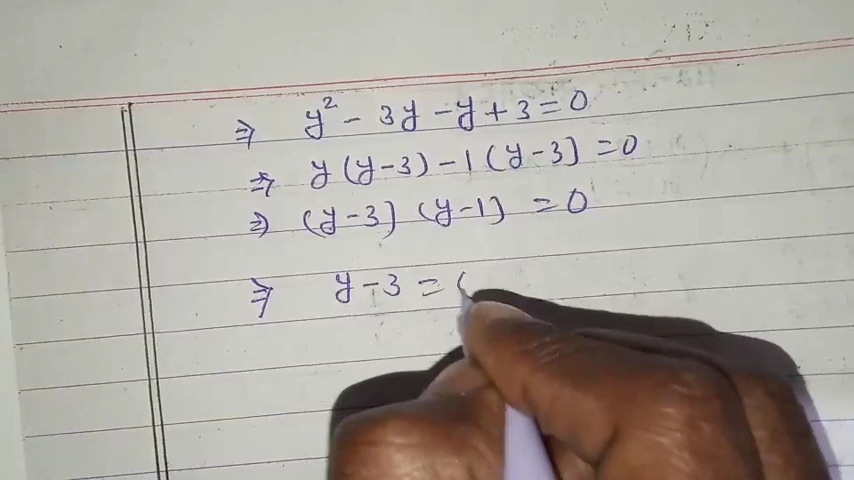 ⇒ y² - 3y - y + 3 = 0
⇒ y (y-3) - 1 (y-3) = 0
⇒ (y-3) (y-1) = 0
⇒ y - 3 = (